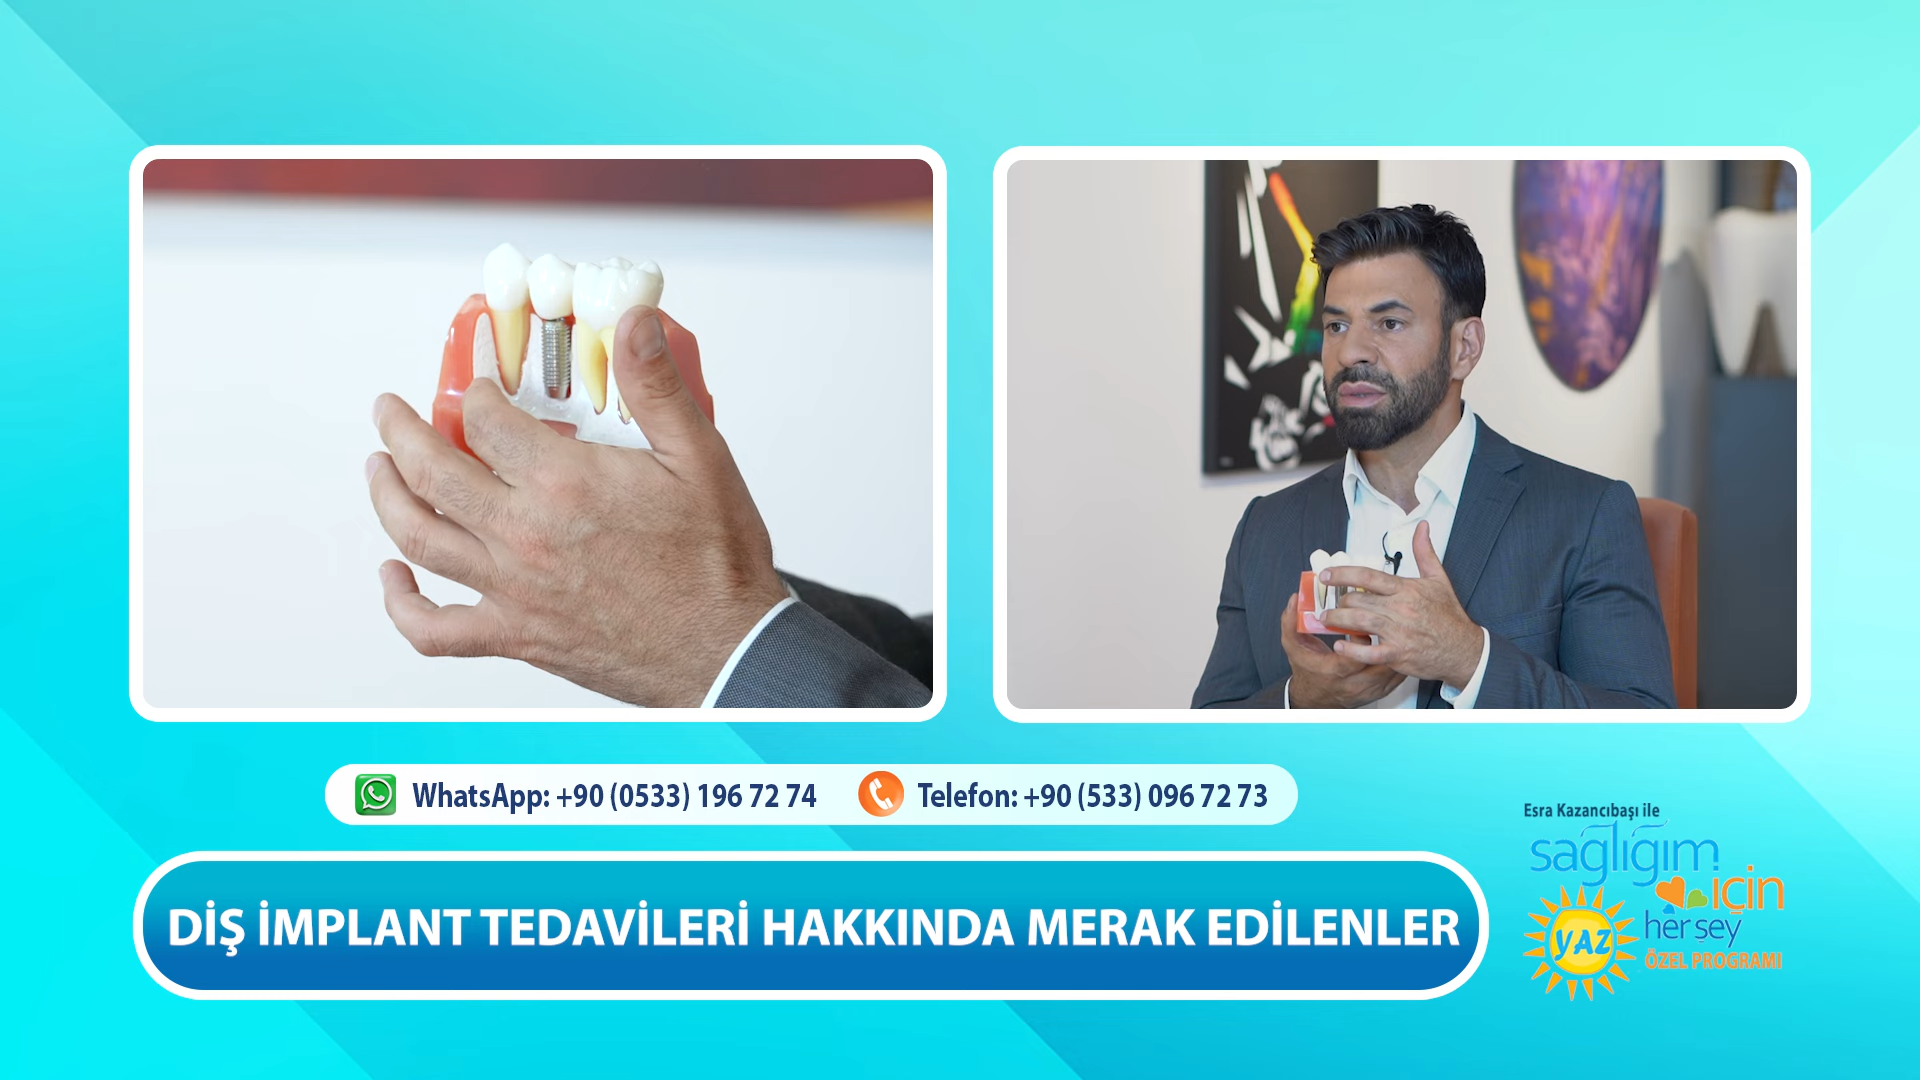 WhatsApp: +90 (0533) 196 72 74
Telefon: +90 (533) 096 72 73
DİŞ İMPLANT TEDAVİLERİ HAKKINDA MERAK EDİLENLER
Esra Kazancıbaşı ile
sağlığım
için
her şey
YAZ
ÖZEL PROGRAMI